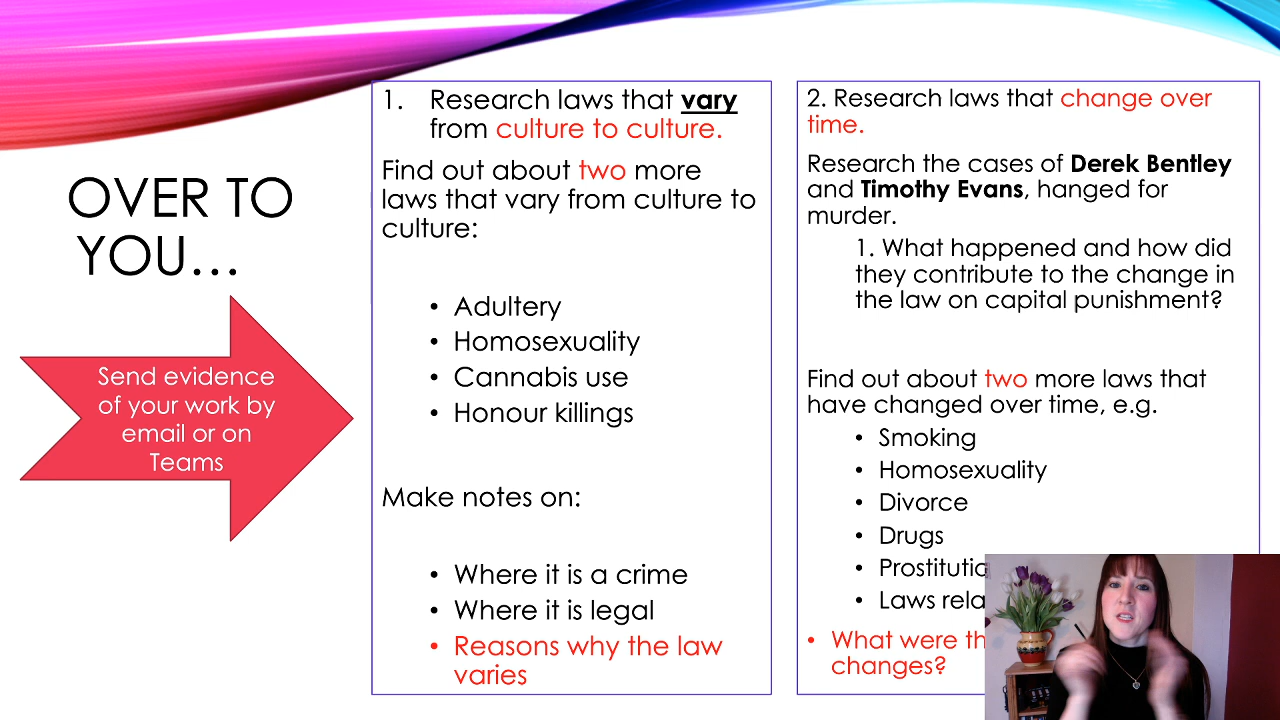 OVER TO
YOU...
Send evidence
of your work by
email or on
Teams
1. Research laws that vary
from culture to culture.
Find out about two more
laws that vary from culture to
culture:
• Adultery
• Homosexuality
• Cannabis use
• Honour killings
Make notes on:
• Where it is a crime
• Where it is legal
• Reasons why the law
varies
2. Research laws that change over
time.
Research the cases of Derek Bentley
and Timothy Evans, hanged for
murder.
1. What happened and how did
they contribute to the change in
the law on capital punishment?
Find out about two more laws that
have changed over time, e.g.
• Smoking
• Homosexuality
• Divorce
• Drugs
• Laws
• What were
changes?